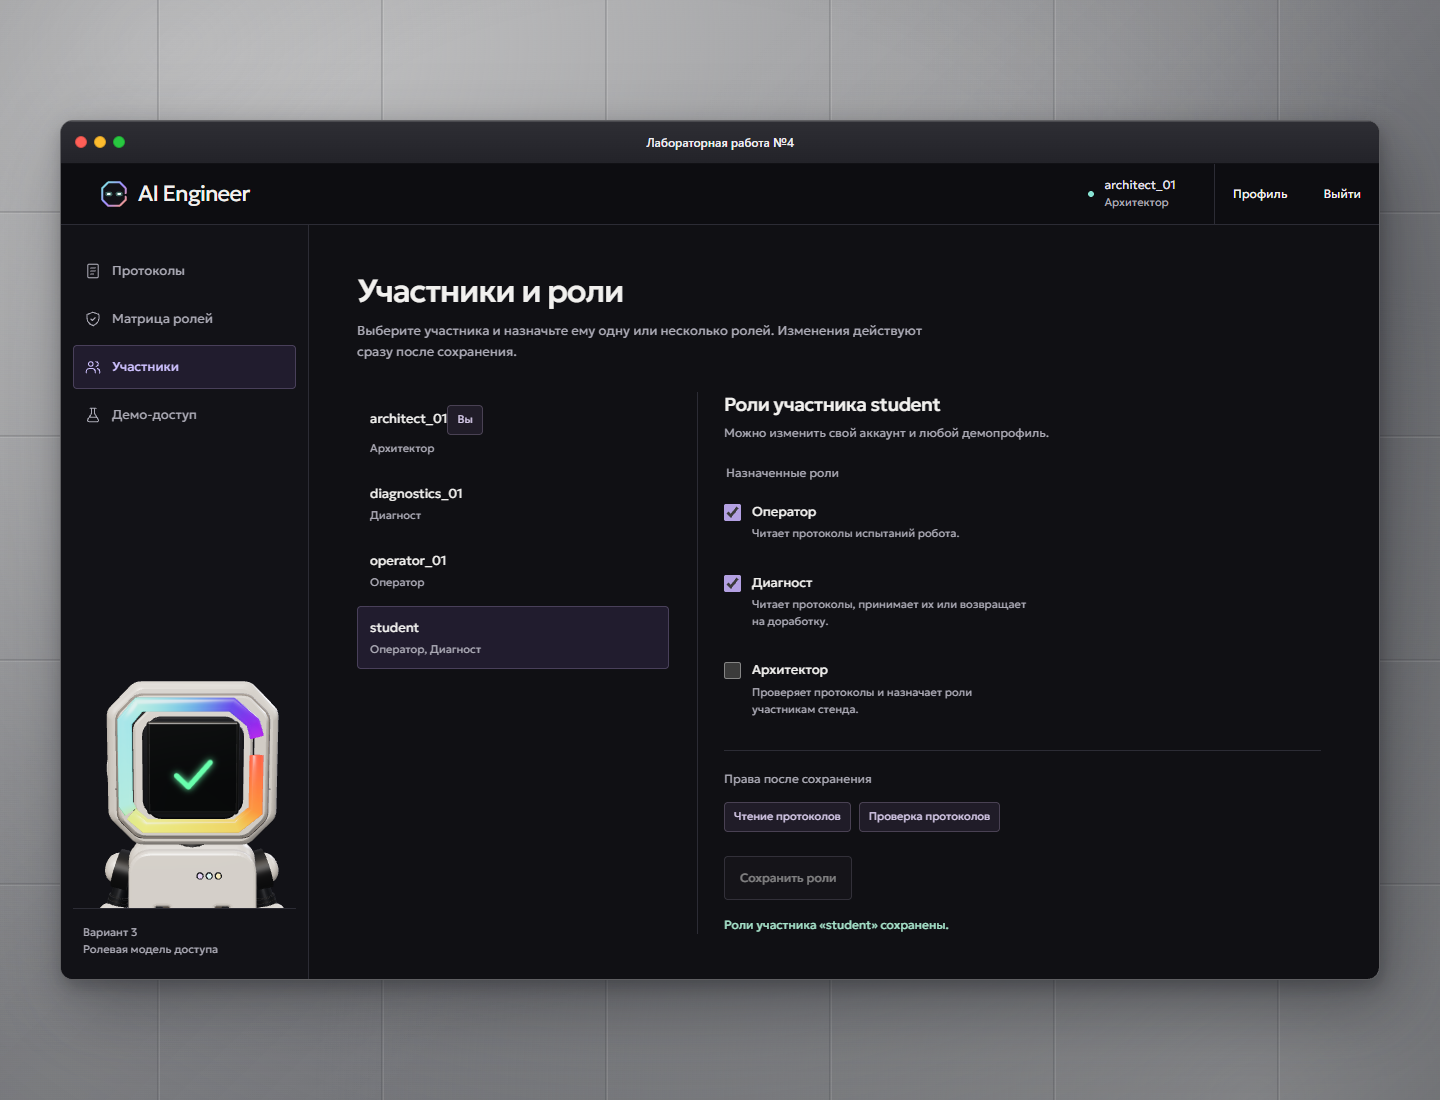 Лабораторная работа №4
AI Engineer
architect_01
Архитектор
Профиль
Выйти
Протоколы
Матрица ролей
Участники
Демо-доступ
Вариант 3
Ролевая модель доступа
Участники и роли
Выберите участника и назначьте ему одну или несколько ролей. Изменения действуют
сразу после сохранения.
architect_01 Вы
Архитектор
diagnostics_01
Диагност
operator_01
Оператор
student
Оператор, Диагност
Роли участника student
Можно изменить свой аккаунт и любой демопрофиль.
Назначенные роли
Оператор
Читает протоколы испытаний робота.
Диагност
Читает протоколы, принимает их или возвращает
на доработку.
Архитектор
Проверяет протоколы и назначает роли
участникам стенда.
Права после сохранения
Чтение протоколов
Проверка протоколов
Сохранить роли
Роли участника «student» сохранены.